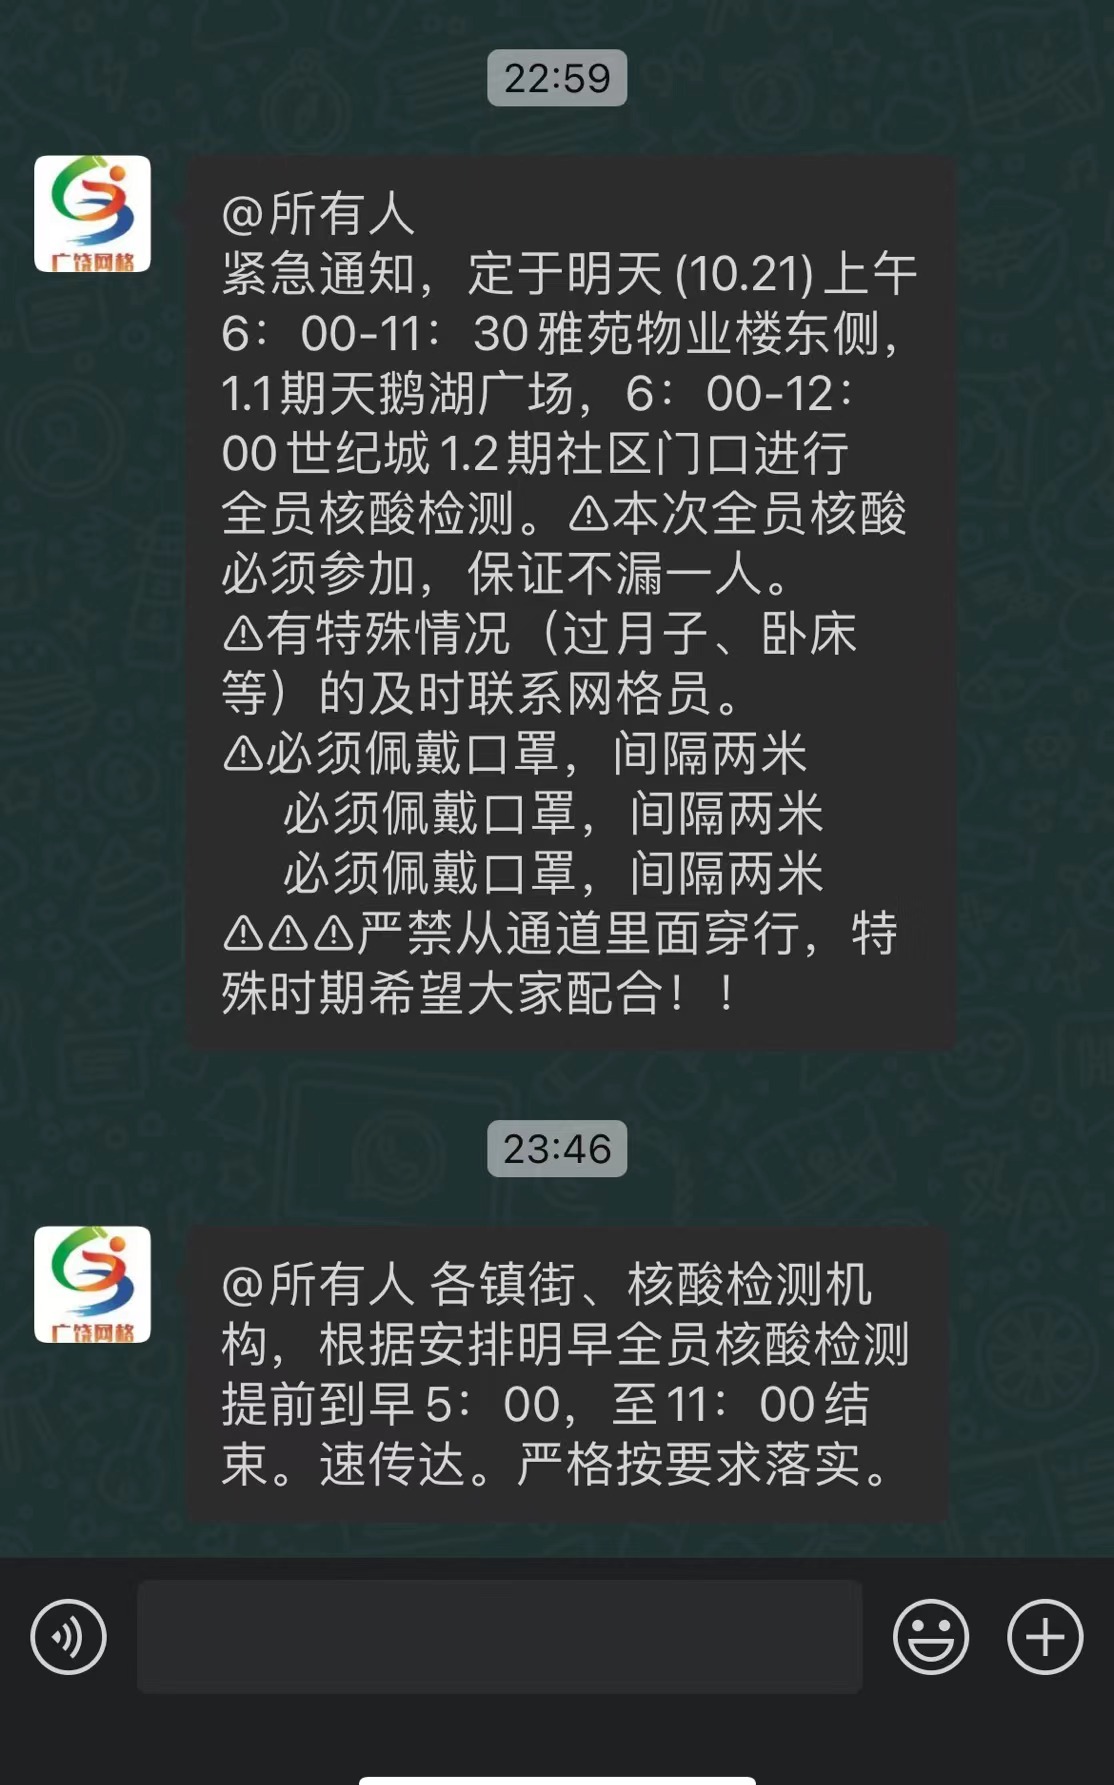 22:59
广饶网格
@所有人
紧急通知，定于明天(10.21)上午
6：00-11：30雅苑物业楼东侧，
1.1期天鹅湖广场，6：00-12：
00世纪城1.2期社区门口进行
全员核酸检测。⚠本次全员核酸
必须参加，保证不漏一人。
⚠有特殊情况（过月子、卧床
等）的及时联系网格员。
⚠必须佩戴口罩，间隔两米
必须佩戴口罩，间隔两米
必须佩戴口罩，间隔两米
⚠⚠⚠严禁从通道里面穿行，特
殊时期希望大家配合！！
23:46
广饶网格
@所有人 各镇街、核酸检测机
构，根据安排明早全员核酸检测
提前到早5：00，至11：00结
束。速传达。严格按要求落实。